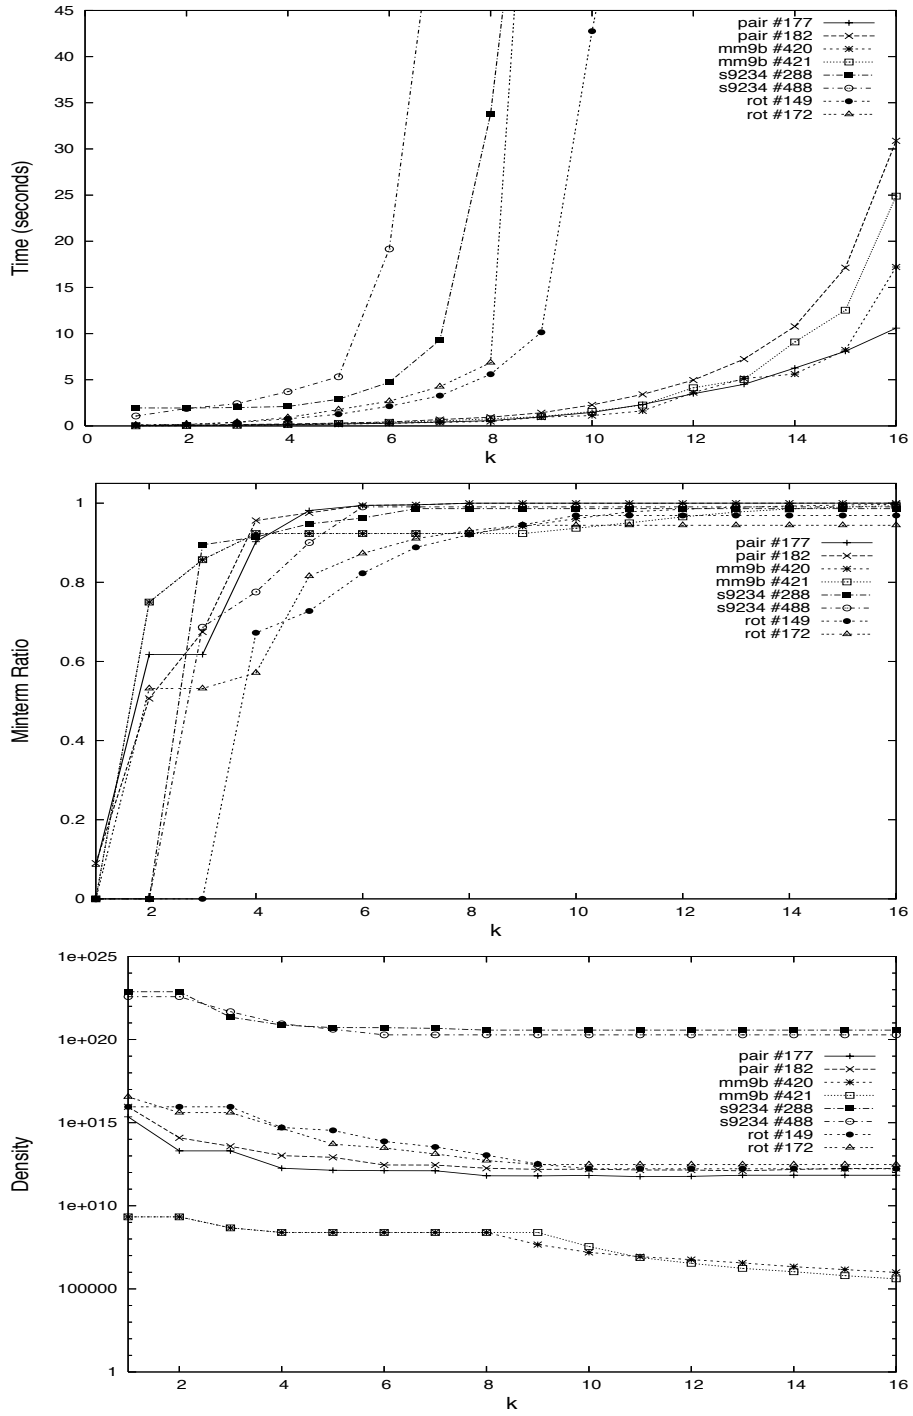 45
40
35
30
25
20
15
10
5
0
Time (seconds)
pair #177
pair #182
mm9b #420
mm9b #421
s9234 #288
s9234 #488
rot #149
rot #172
0 2 4 6 8 10 12 14 16
k
1
0.8
0.6
0.4
0.2
0
Minterm Ratio
pair #177
pair #182
mm9b #420
mm9b #421
s9234 #288
s9234 #488
rot #149
rot #172
2 4 6 8 10 12 14 16
k
1e+025
1e+020
1e+015
1e+010
100000
1
Density
pair #177
pair #182
mm9b #420
mm9b #421
s9234 #288
s9234 #488
rot #149
rot #172
2 4 6 8 10 12 14 16
k